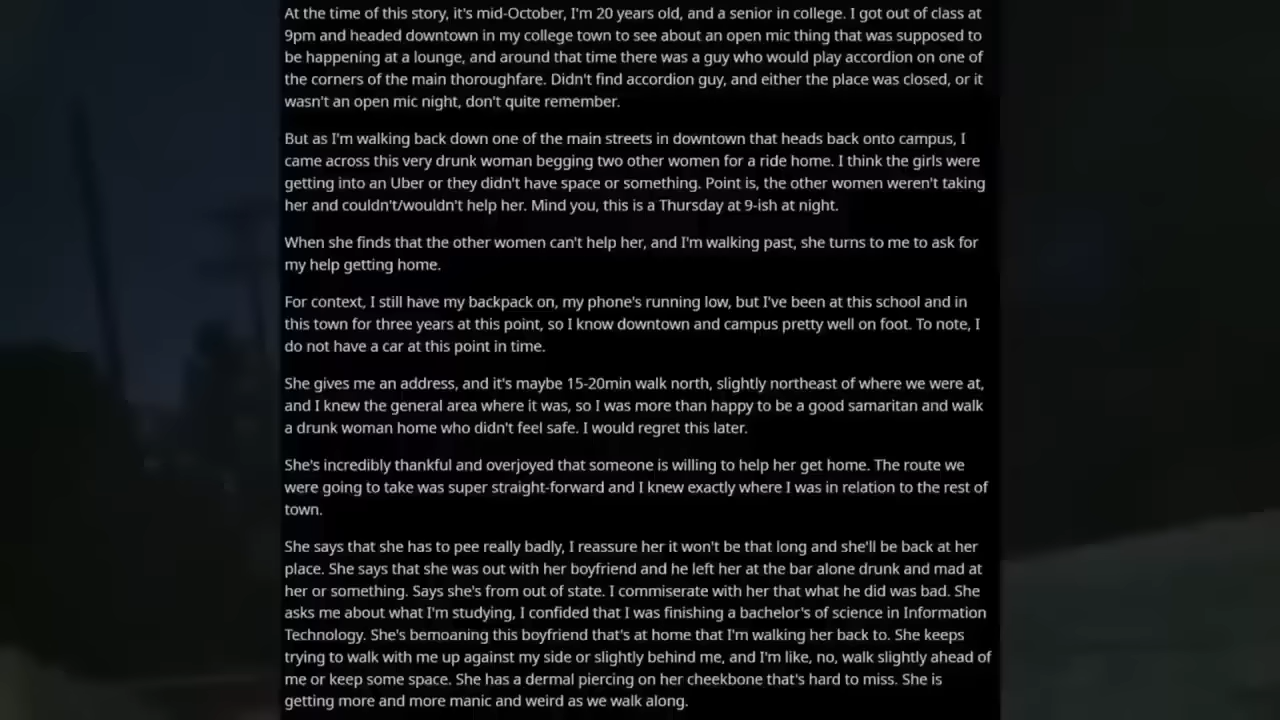 At the time of this story, it's mid-October, I'm 20 years old, and a senior in college. I got out of class at
9pm and headed downtown in my college town to see about an open mic thing that was supposed to
be happening at a lounge, and around that time there was a guy who would play accordion on one of
the corners of the main thoroughfare. Didn't find accordion guy, and either the place was closed, or it
wasn't an open mic night, don't quite remember.
But as I'm walking back down one of the main streets in downtown that heads back onto campus, I
came across this very drunk woman begging two other women for a ride home. I think the girls were
getting into an Uber or they didn't have space or something. Point is, the other women weren't taking
her and couldn't/wouldn't help her. Mind you, this is a Thursday at 9-ish at night.
When she finds that the other women can't help her, and I'm walking past, she turns to me to ask for
my help getting home.
For context, I still have my backpack on, my phone's running low, but I've been at this school and in
this town for three years at this point, so I know downtown and campus pretty well on foot. To note, I
do not have a car at this point in time.
She gives me an address, and it's maybe 15-20min walk north, slightly northeast of where we were at,
and I knew the general area where it was, so I was more than happy to be a good samaritan and walk
a drunk woman home who didn't feel safe. I would regret this later.
She's incredibly thankful and overjoyed that someone is willing to help her get home. The route we
were going to take was super straight-forward and I knew exactly where I was in relation to the rest of
town.
She says that she has to pee really badly, I reassure her it won't be that long and she'll be back at her
place. She says that she was out with her boyfriend and he left her at the bar alone drunk and mad at
her or something. Says she's from out of state. I commiserate with her that what he did was bad. She
asks me about what I'm studying, I confided that I was finishing a bachelor's of science in Information
Technology. She's bemoaning this boyfriend that's at home that I'm walking her back to. She keeps
trying to walk with me up against my side or slightly behind me, and I'm like, no, walk slightly ahead of
me or keep some space. She has a dermal piercing on her cheekbone that's hard to miss. She is
getting more and more manic and weird as we walk along.